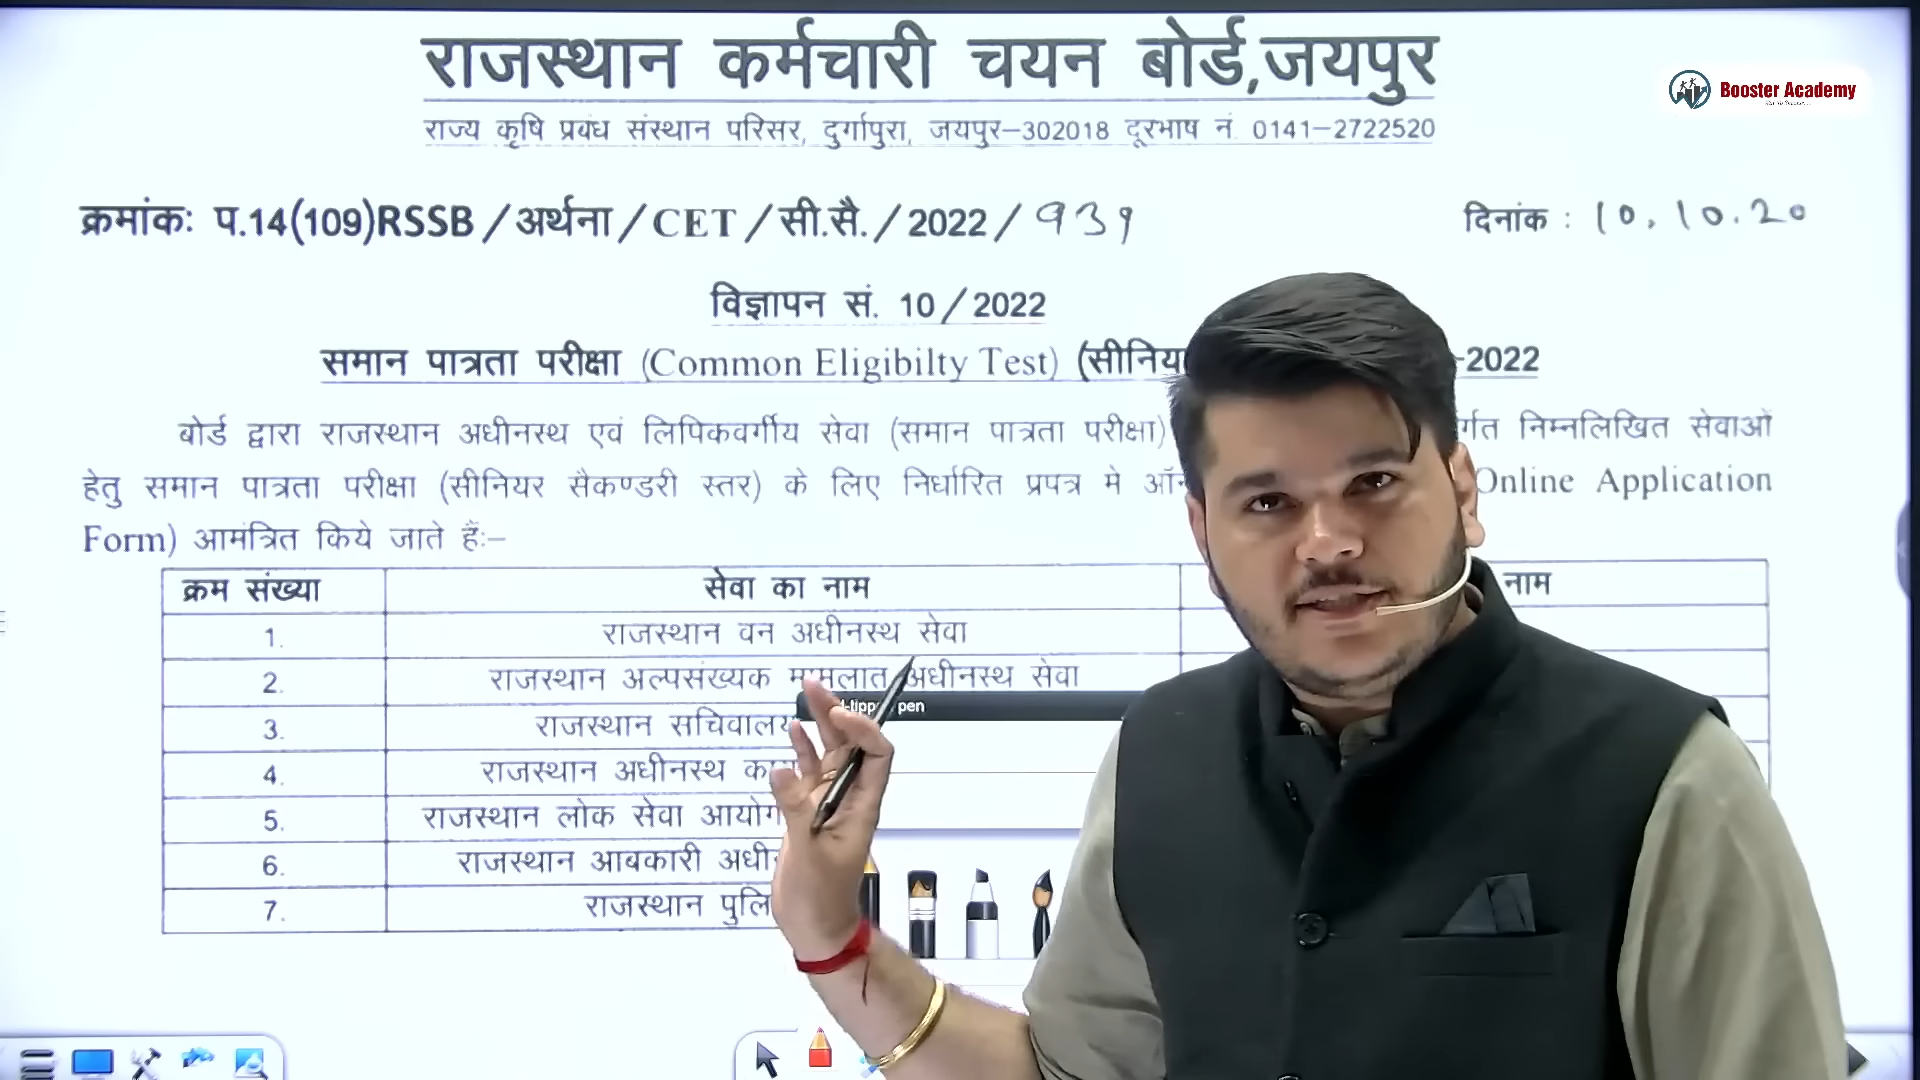 राजस्थान कर्मचारी चयन बोर्ड,जयपुर
Booster Academy
राज्य कृषि प्रबंध संस्थान परिसर, दुर्गापुरा, जयपुर–302018 दूरभाष नं. 0141–2722520
क्रमांकः प.14(109)RSSB/अर्थना/CET/सी.सै./2022/939
दिनांक : 10.10.20
विज्ञापन सं. 10/2022
समान पात्रता परीक्षा (Common Eligibilty Test) (सीनिय -2022
बोर्ड द्वारा राजस्थान अधीनस्थ एवं लिपिकवर्गीय सेवा (समान पात्रता परीक्षा) र्गत निम्नलिखित सेवाओं
हेतु समान पात्रता परीक्षा (सीनियर सैकण्डरी स्तर) के लिए निर्धारित प्रपत्र मे Online Application
Form) आमंत्रित किये जाते हैंः–
क्रम संख्या सेवा का नाम नाम
1. राजस्थान वन अधीनस्थ सेवा
2. राजस्थान अल्पसंख्यक मामलात अधीनस्थ सेवा
pen
3. राजस्थान सचिवालय
4. राजस्थान अधीनस्थ
5. राजस्थान लोक सेवा आयोग
6. राजस्थान आबकारी
7. राजस्थान